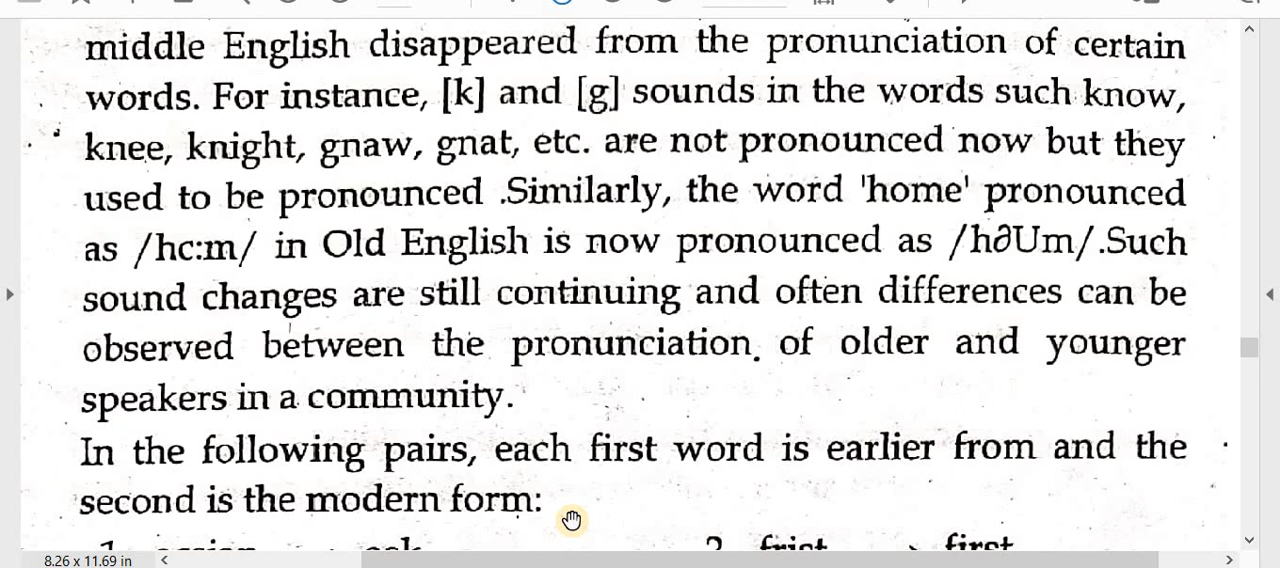 middle English disappeared from the pronunciation of certain
words. For instance, [k] and [g] sounds in the words such know,
knee, knight, gnaw, gnat, etc. are not pronounced now but they
used to be pronounced .Similarly, the word 'home' pronounced
as /hc:m/ in Old English is now pronounced as /h∂Um/.Such
sound changes are still continuing and often differences can be
observed between the pronunciation. of older and younger
speakers in a community.
In the following pairs, each first word is earlier from and the
second is the modern form:
8.26 x 11.69 in